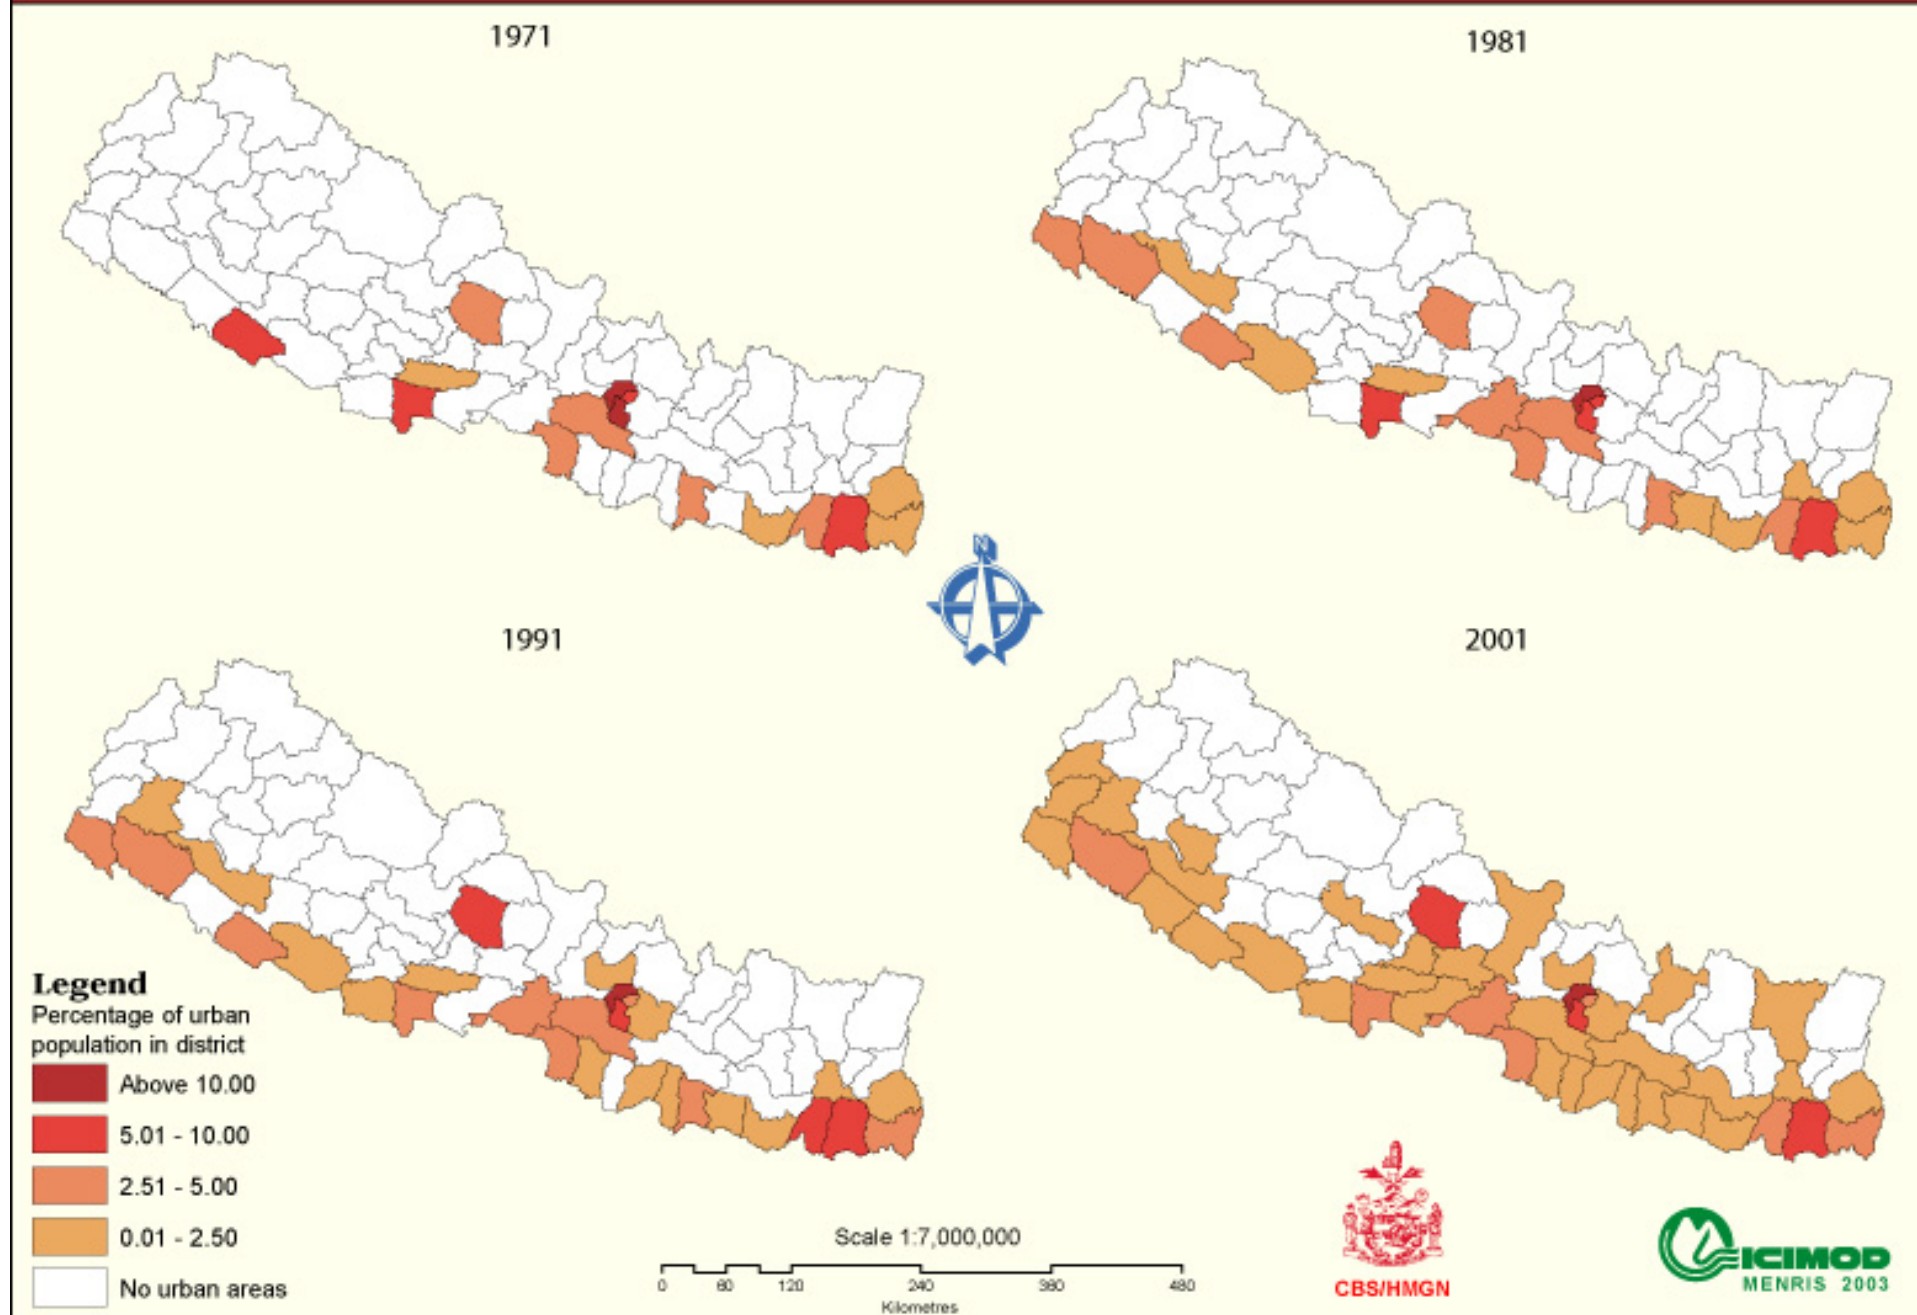 1971
1981
N
1991
2001
Legend
Percentage of urban
population in district
Above 10.00
5.01 - 10.00
2.51 - 5.00
0.01 - 2.50
No urban areas
Scale 1:7,000,000
0 60 120 240 360 480
Kilometres
CBS/HMGN
ICIMOD
MENRIS 2003